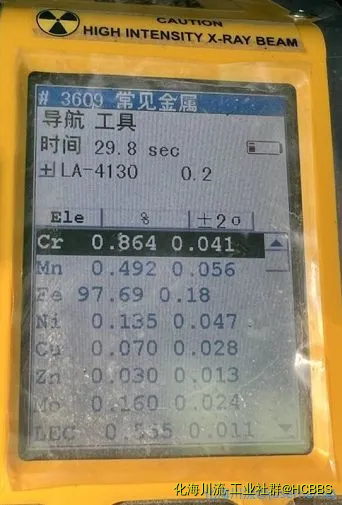 CAUTION
HIGH INTENSITY X-RAY BEAM
# 3609 常见金属
导航 工具
时间 29.8 sec
LA-4130 0.2
Ele % ±2σ
Cr 0.864 0.041
Mn 0.492 0.056
Fe 97.69 0.18
Ni 0.135 0.047
Cu 0.070 0.028
Zn 0.030 0.013
Mo 0.160 0.024
LEC 0.011
化海川流-工业社群@HCBBS